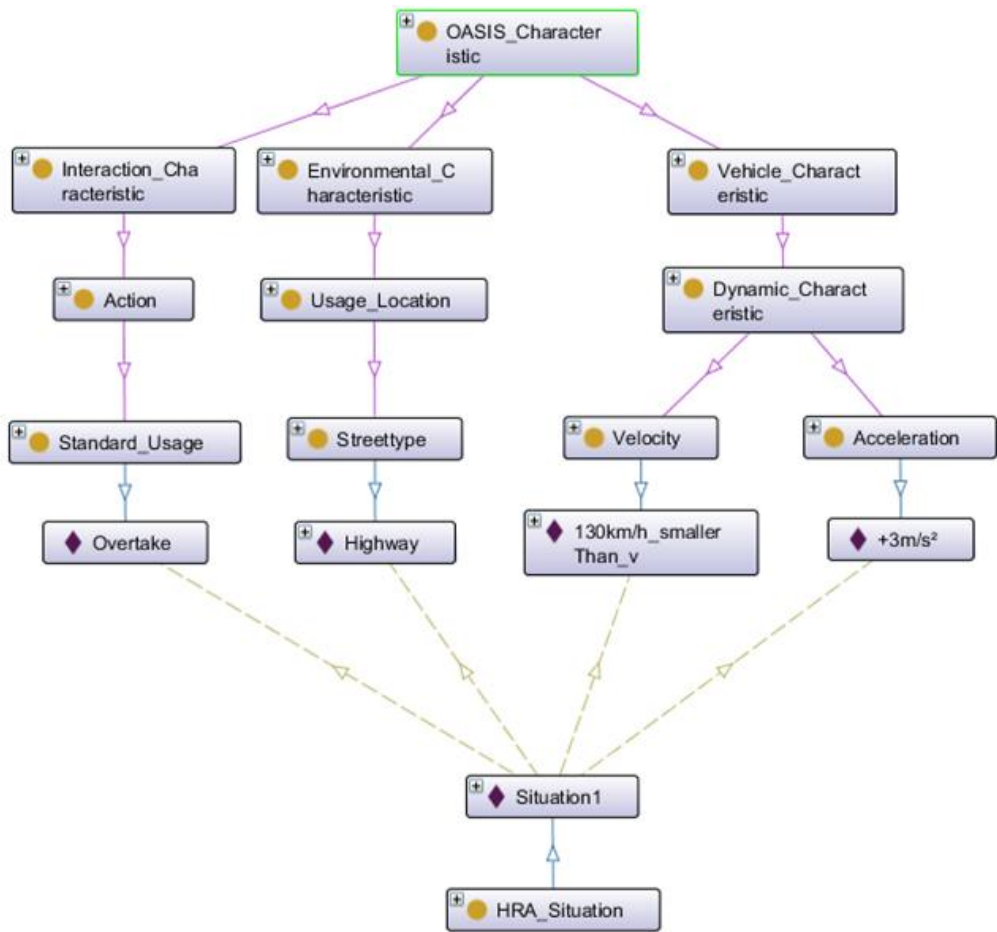 OASIS_Character
istic
Interaction_Cha
racteristic
Environmental_C
haracteristic
Vehicle_Charact
eristic
Action
Usage_Location
Dynamic_Charact
eristic
Standard_Usage
Streettype
Velocity
Acceleration
Overtake
Highway
130km/h_smaller
Than_v
+3m/s²
Situation1
HRA_Situation